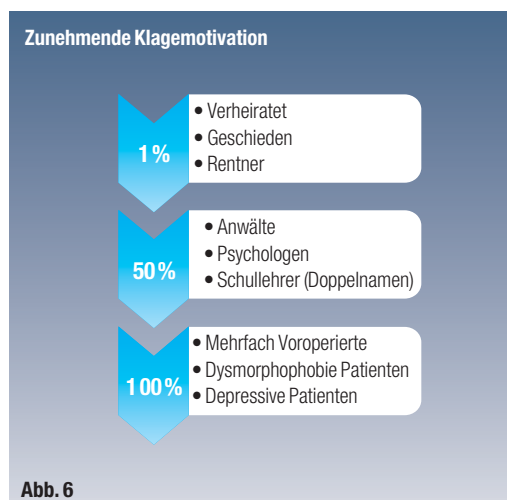 Zunehmende Klagemotivation
1%
• Verheiratet
• Geschieden
• Rentner
50%
• Anwälte
• Psychologen
• Schullehrer (Doppelnamen)
100%
• Mehrfach Voroperierte
• Dysmorphophobie Patienten
• Depressive Patienten
Abb. 6